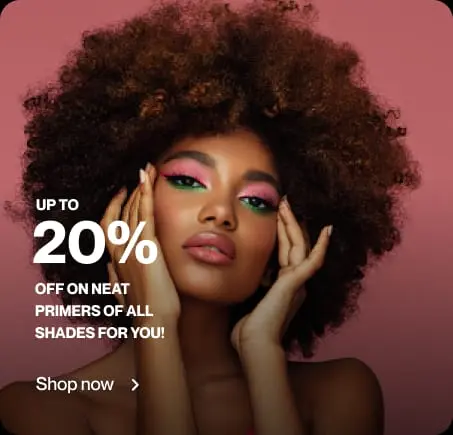 UP TO
20%
OFF ON NEAT
PRIMERS OF ALL
SHADES FOR YOU!
Shop now